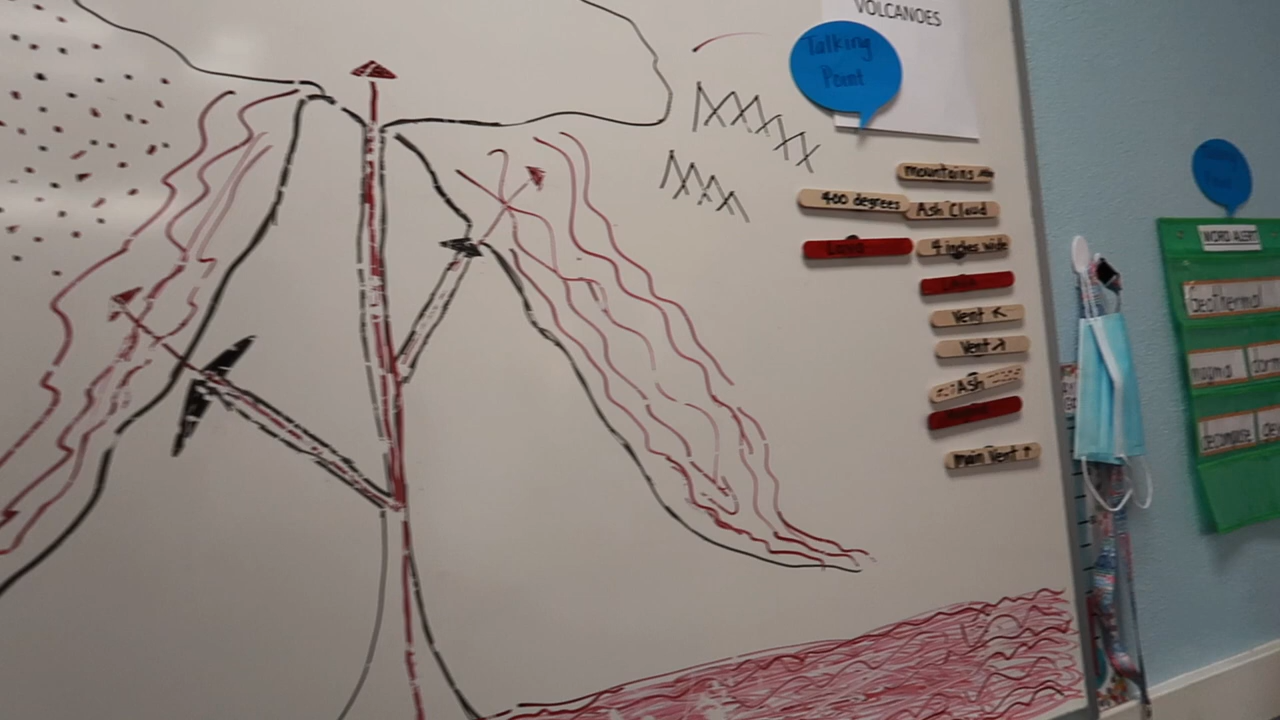 VOLCANOES
Talking
Point
mountains
400 degrees
Ash Cloud
Lava
4 inches wide
Lava
Vent
Vent
Ash
main Vent
WORD ALERT
Geothermal
magma
decompose